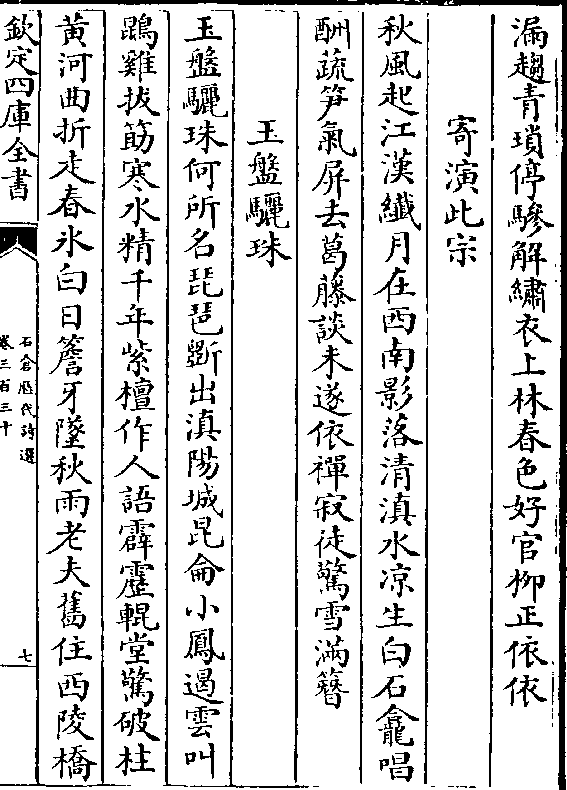 漏趨青瑣停驂解繡衣上林春色好官柳正依依
寄演此宗
秋風起江漢纎月在西南影落清滇水凉生白石龕唱
酬蔬笋氣屏去葛藤談未遂依禪寂徒驚雪滿簪
玉盤驪珠
玉盤驪珠何所名琵琶斲出滇陽城昆侖小鳳遏雲叫
鵾雞拔筋寒水精千年紫檀作人語霹靂輥堂驚破柱
黄河曲折走春氷白日簷牙墜秋雨老夫舊住西陵橋
欽定四庫全書
石倉歴代詩選
卷三百三十
七